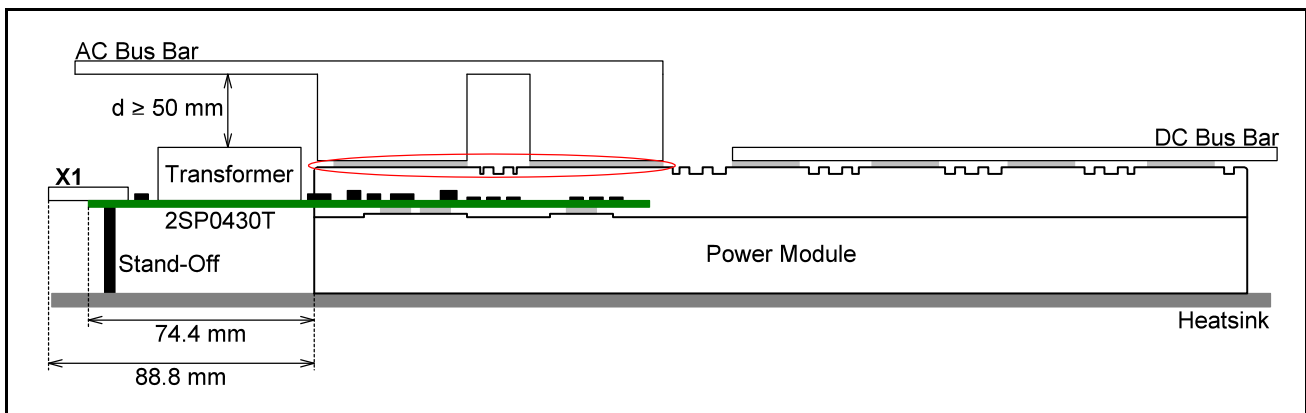 AC Bus Bar
d ≥ 50 mm
DC Bus Bar
Transformer
X1
2SP0430T
Stand-Off
Power Module
Heatsink
74.4 mm
88.8 mm